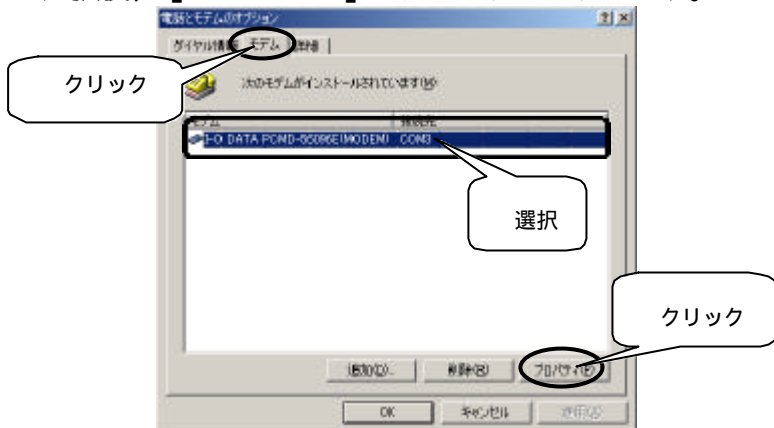 電話とモデムのオプション
ダイヤル情報 モデム 詳細
クリック
次のモデムがインストールされています(M)
モデム 接続先
I-O DATA PCMD-560 (MODEM) COM3
選択
クリック
追加(D)... 削除(R) プロパティ(P)
OK キャンセル 適用(A)